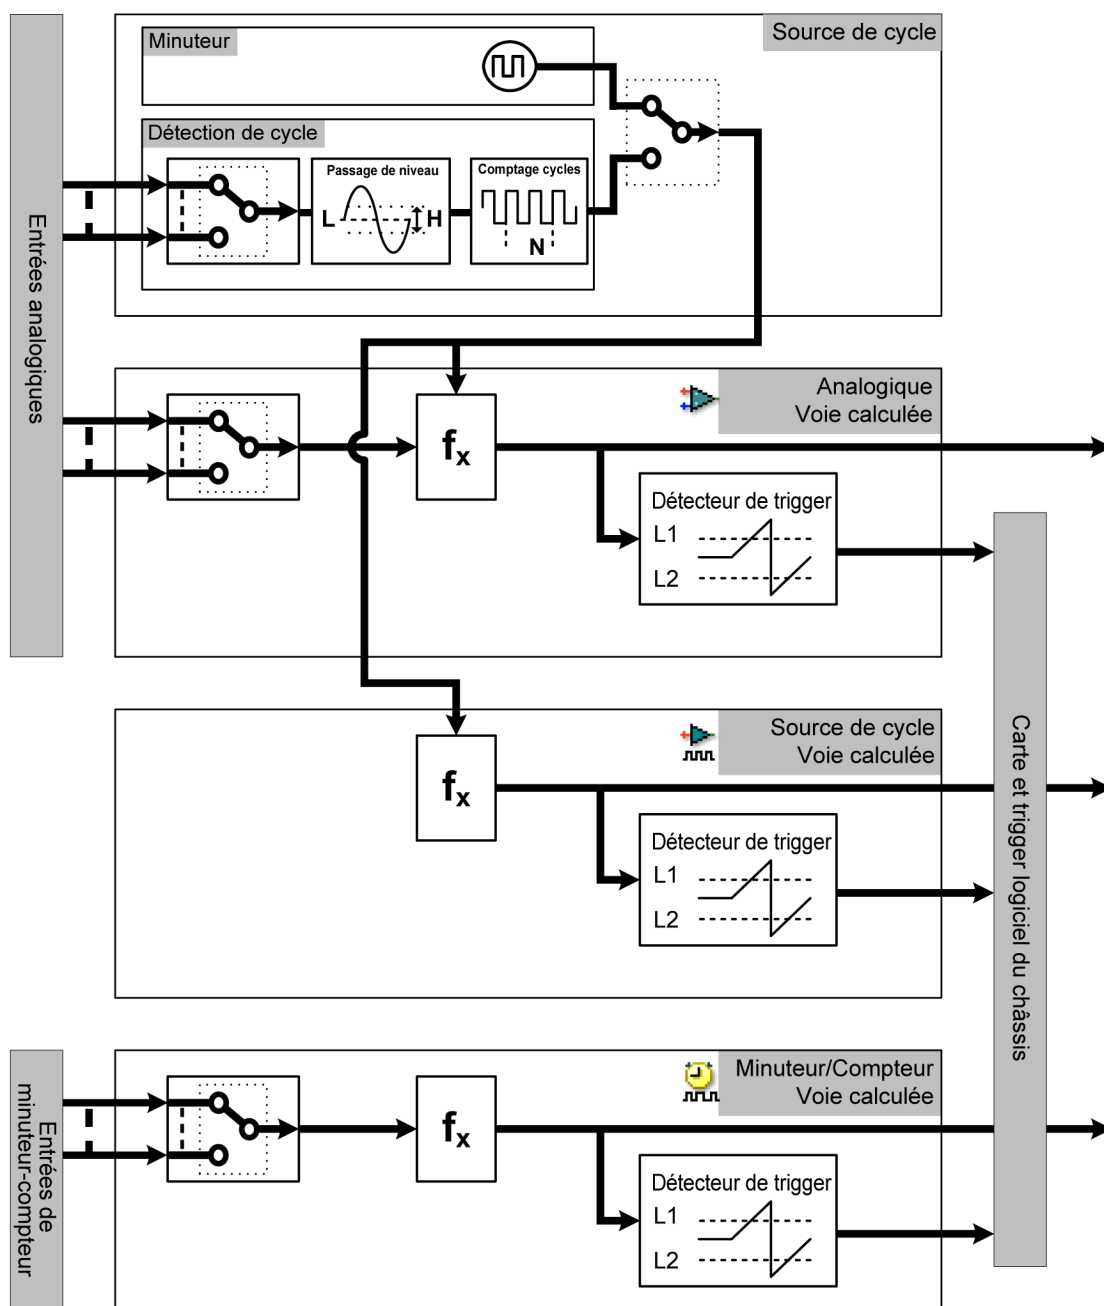 Source de cycle
Minuteur
Détection de cycle
Passage de niveau
L
H
Comptage cycles
N
Entrées analogiques
Analogique
Voie calculée
fx
Détecteur de trigger
L1
L2
Source de cycle
Voie calculée
fx
Détecteur de trigger
L1
L2
Carte et trigger logiciel du châssis
Entrées de
minuteur-compteur
Minuteur/Compteur
Voie calculée
fx
Détecteur de trigger
L1
L2